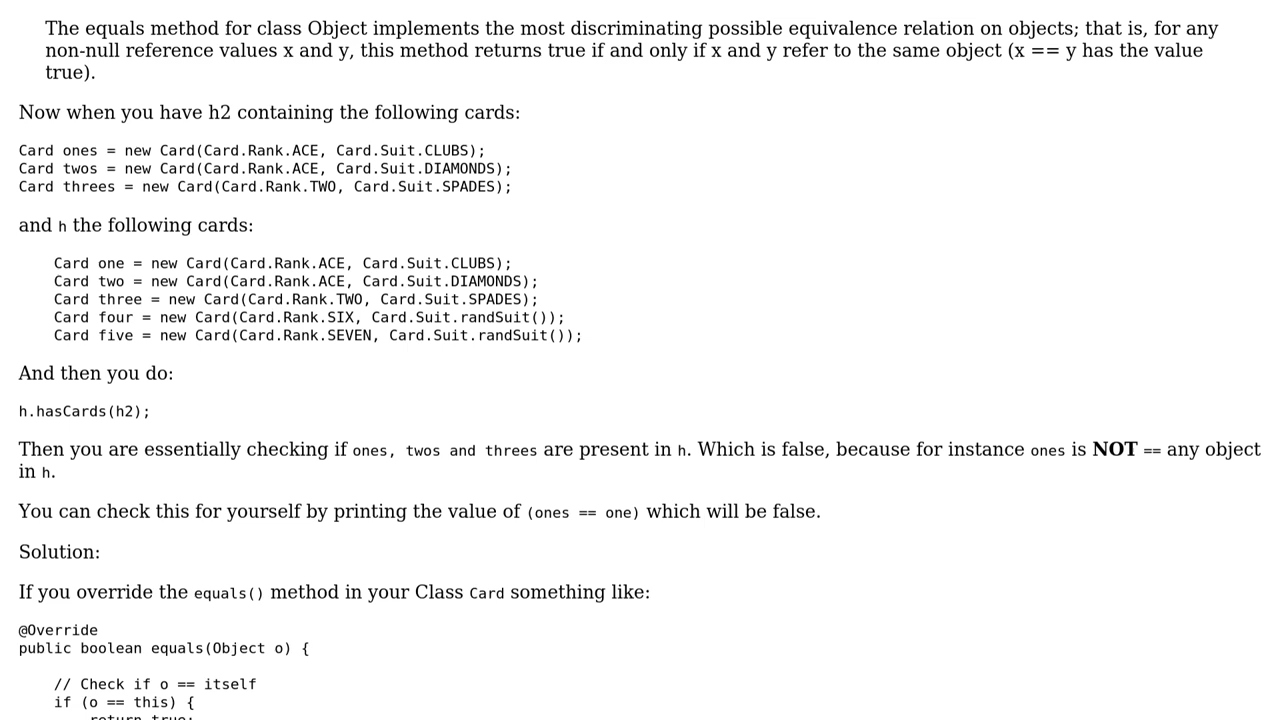 The equals method for class Object implements the most discriminating possible equivalence relation on objects; that is, for any
non-null reference values x and y, this method returns true if and only if x and y refer to the same object (x == y has the value
true).
Now when you have h2 containing the following cards:
Card ones = new Card(Card.Rank.ACE, Card.Suit.CLUBS);
Card twos = new Card(Card.Rank.ACE, Card.Suit.DIAMONDS);
Card threes = new Card(Card.Rank.TWO, Card.Suit.SPADES);
and h the following cards:
Card one = new Card(Card.Rank.ACE, Card.Suit.CLUBS);
Card two = new Card(Card.Rank.ACE, Card.Suit.DIAMONDS);
Card three = new Card(Card.Rank.TWO, Card.Suit.SPADES);
Card four = new Card(Card.Rank.SIX, Card.Suit.randSuit());
Card five = new Card(Card.Rank.SEVEN, Card.Suit.randSuit());
And then you do:
h.hasCards(h2);
Then you are essentially checking if ones, twos and threes are present in h. Which is false, because for instance ones is NOT == any object
in h.
You can check this for yourself by printing the value of (ones == one) which will be false.
Solution:
If you override the equals() method in your Class Card something like:
@Override
public boolean equals(Object o) {
// Check if o == itself
if (o == this) {
return true;